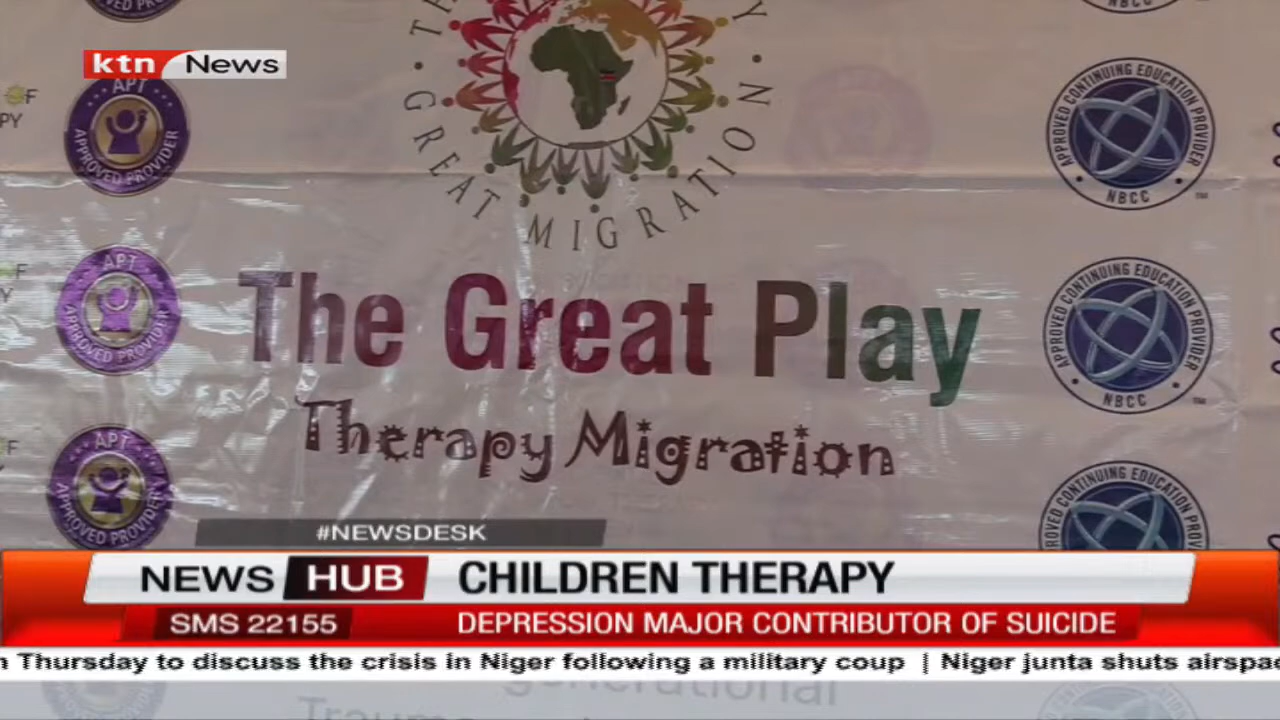 ktn News
APT
APPROVED PROVIDER
GREAT MIGRATION
APPROVED CONTINUING EDUCATION PROVIDER
NBCC
APT
APPROVED PROVIDER
The Great Play
Therapy Migration
APPROVED CONTINUING EDUCATION PROVIDER
NBCC
APT
APPROVED PROVIDER
#NEWSDESK
NEWS HUB CHILDREN THERAPY
SMS 22155 DEPRESSION MAJOR CONTRIBUTOR OF SUICIDE
Thursday to discuss the crisis in Niger following a military coup | Niger junta shuts